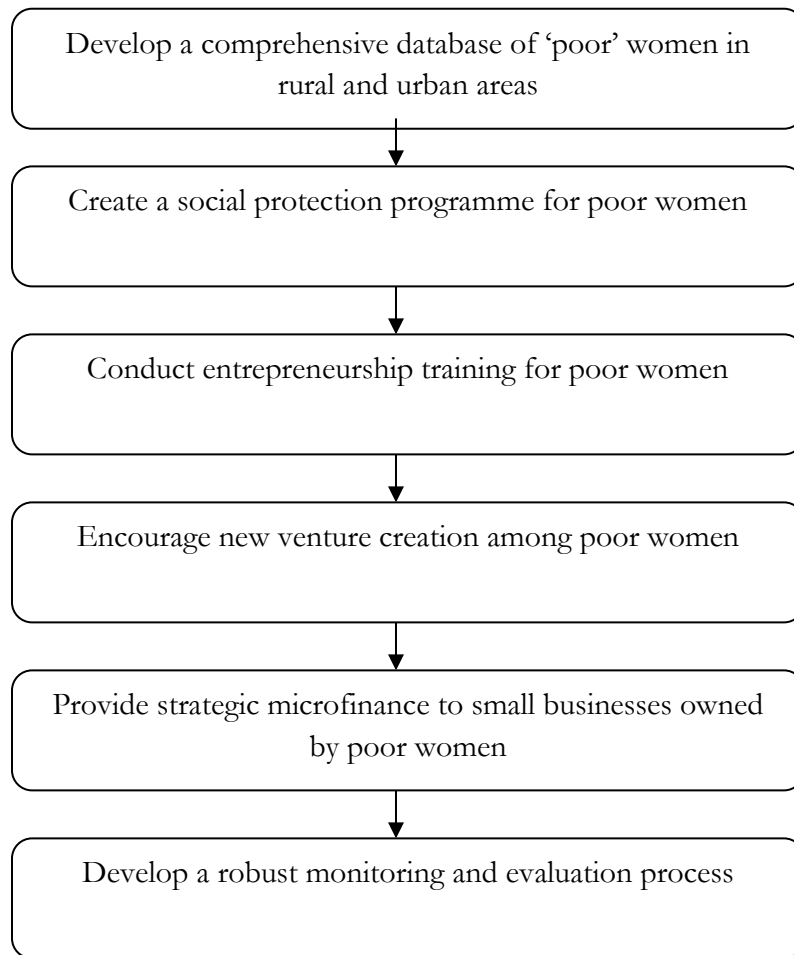 Develop a comprehensive database of ‘poor’ women in
rural and urban areas
Create a social protection programme for poor women
Conduct entrepreneurship training for poor women
Encourage new venture creation among poor women
Provide strategic microfinance to small businesses owned
by poor women
Develop a robust monitoring and evaluation process